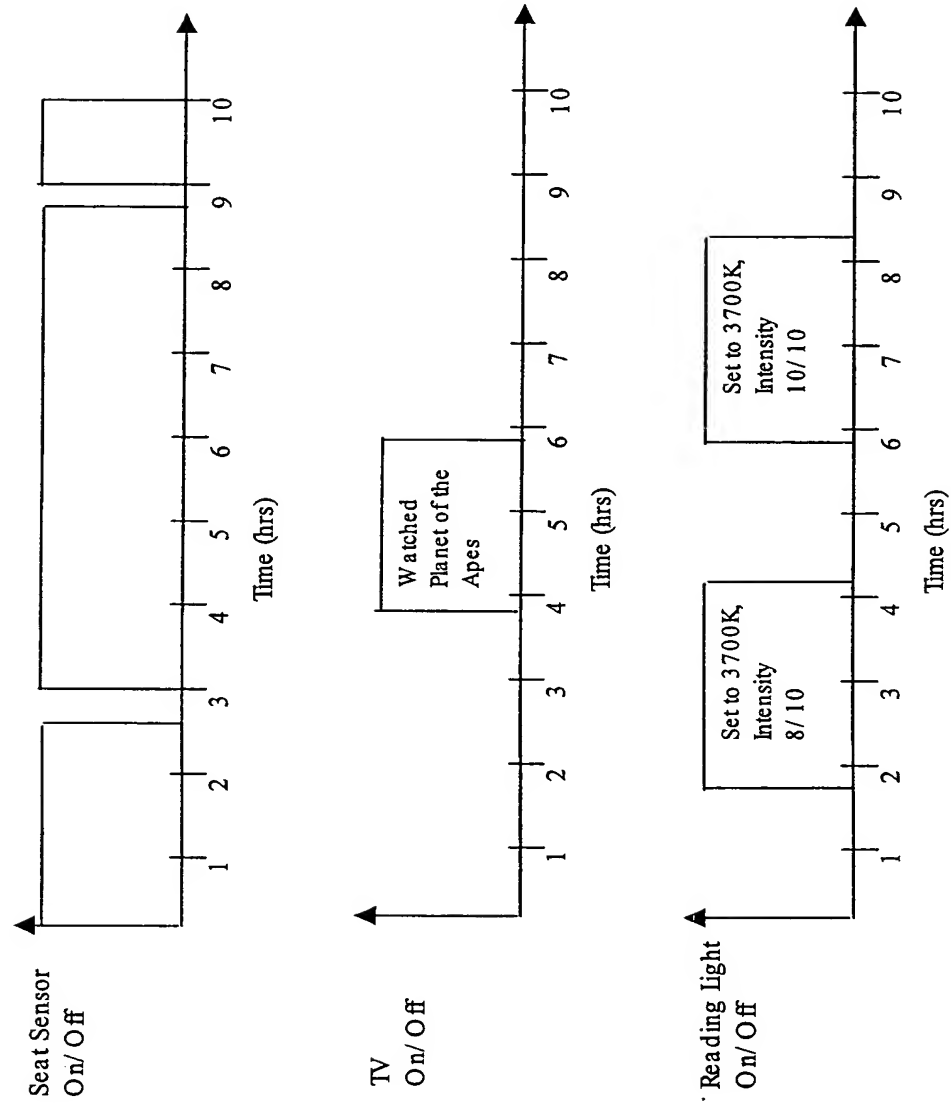 Seat Sensor
On/ Off
1
2
3
4
5
6
7
8
9
10
Time (hrs)
TV
On/ Off
Watched
Planet of the
Apes
1
2
3
4
5
6
7
8
9
10
Time (hrs)
Reading Light
On/ Off
Set to 3700K,
Intensity
8/10
Set to 3700K,
Intensity
10/10
1
2
3
4
5
6
7
8
9
10
Time (hrs)